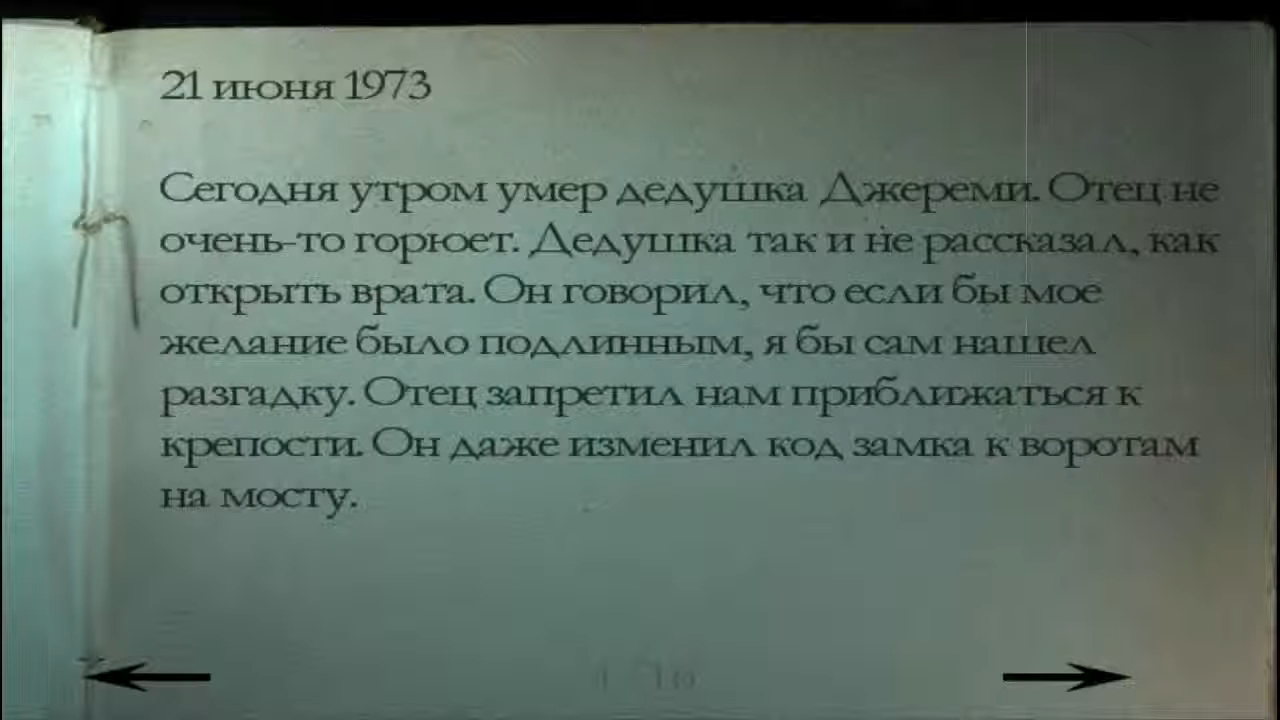 21 июня 1973
Сегодня утром умер дедушка Джереми. Отец не
очень-то горюет. Дедушка так и не рассказал, как
открыть врата. Он говорил, что если бы мое
желание было подлинным, я бы сам нашел
разгадку. Отец запретил нам приближаться к
крепости. Он даже изменил код замка к воротам
на мосту.